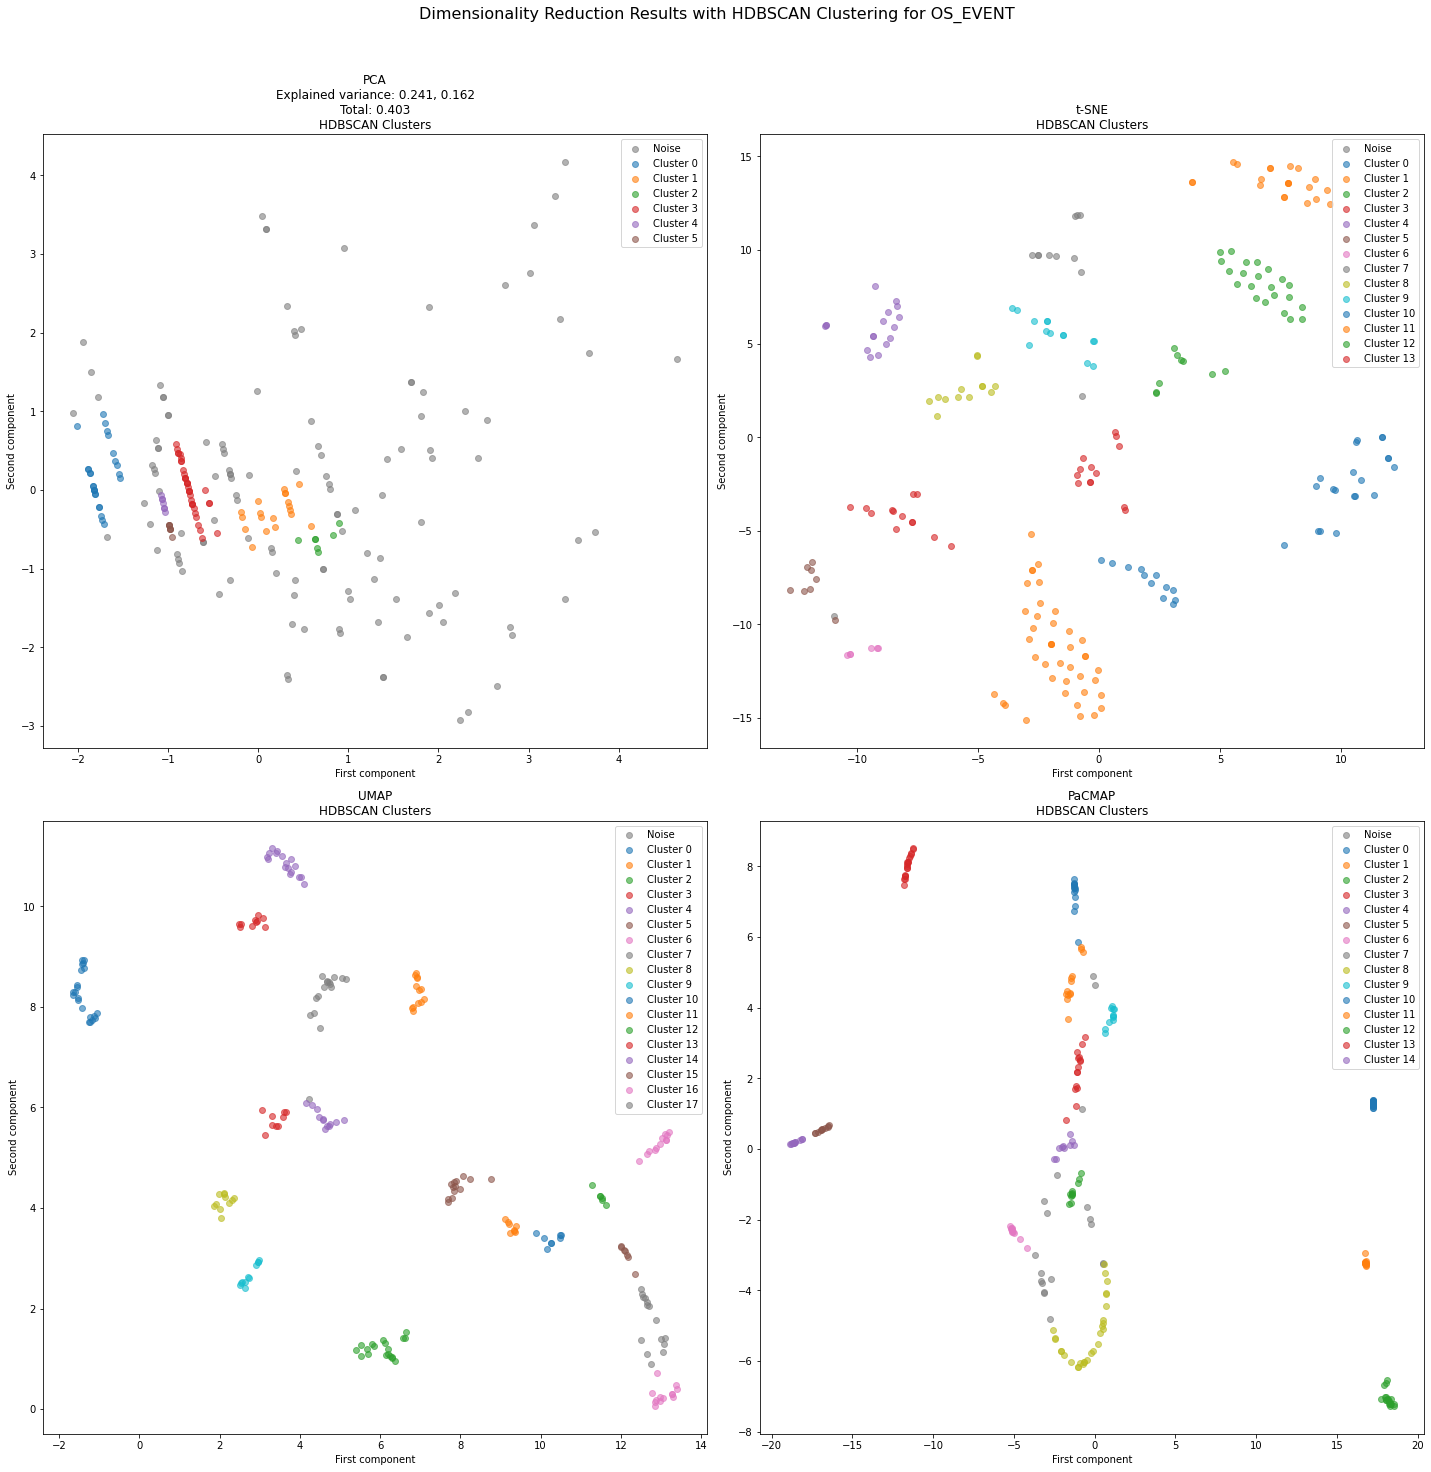 Dimensionality Reduction Results with HDBSCAN Clustering for OS_EVENT
PCA
Explained variance: 0.241, 0.162
Total: 0.403
HDBSCAN Clusters
Second component
4
3
2
1
0
−1
−2
−3
Noise
Cluster 0
Cluster 1
Cluster 2
Cluster 3
Cluster 4
Cluster 5
−2
−1
0
1
2
3
4
First component
t-SNE
HDBSCAN Clusters
Second component
15
10
5
0
−5
−10
−15
Noise
Cluster 0
Cluster 1
Cluster 2
Cluster 3
Cluster 4
Cluster 5
Cluster 6
Cluster 7
Cluster 8
Cluster 9
Cluster 10
Cluster 11
Cluster 12
Cluster 13
−10
−5
0
5
10
First component
UMAP
HDBSCAN Clusters
Second component
10
8
6
4
2
0
Noise
Cluster 0
Cluster 1
Cluster 2
Cluster 3
Cluster 4
Cluster 5
Cluster 6
Cluster 7
Cluster 8
Cluster 9
Cluster 10
Cluster 11
Cluster 12
Cluster 13
Cluster 14
Cluster 15
Cluster 16
Cluster 17
−2
0
2
4
6
8
10
12
14
First component
PaCMAP
HDBSCAN Clusters
Second component
8
6
4
2
0
−2
−4
−6
−8
Noise
Cluster 0
Cluster 1
Cluster 2
Cluster 3
Cluster 4
Cluster 5
Cluster 6
Cluster 7
Cluster 8
Cluster 9
Cluster 10
Cluster 11
Cluster 12
Cluster 13
Cluster 14
−20
−15
−10
−5
0
5
10
15
20
First component